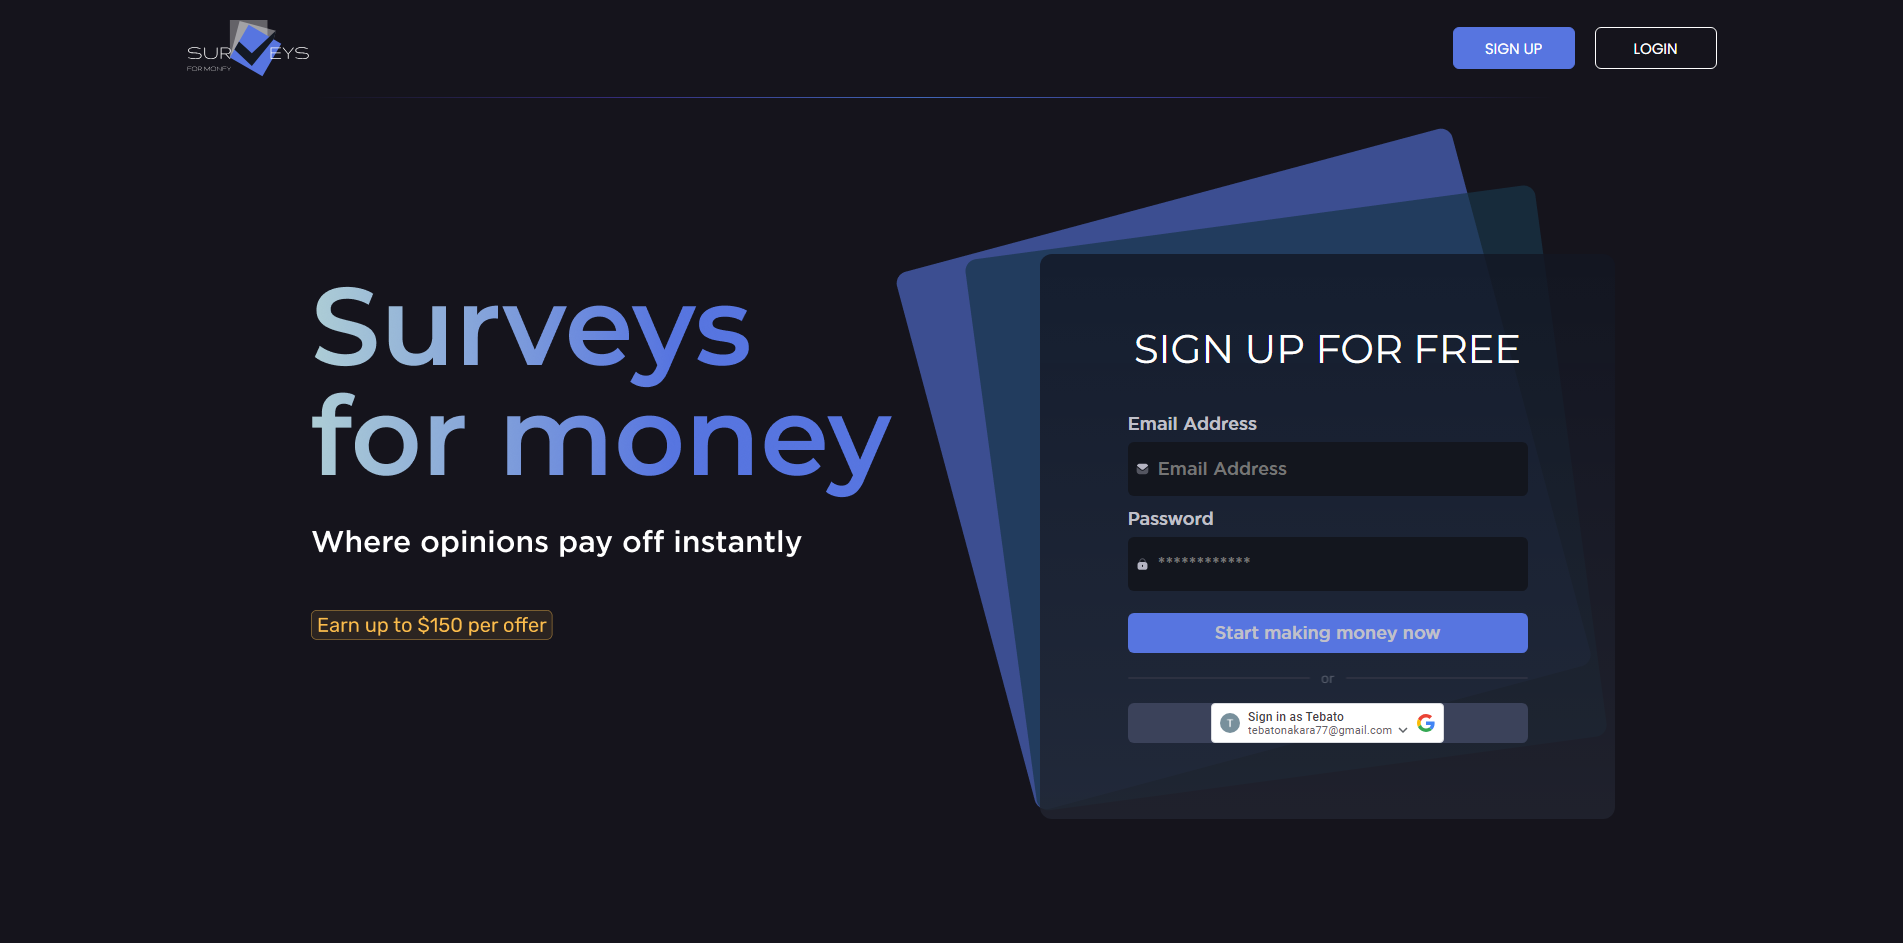 SURVEYS
FOR MONEY
SIGN UP
LOGIN
Surveys
for money
Where opinions pay off instantly
Earn up to $150 per offer
SIGN UP FOR FREE
Email Address
Email Address
Password
************
Start making money now
or
T
Sign in as Tebato
tebatonakara77@gmail.com
G